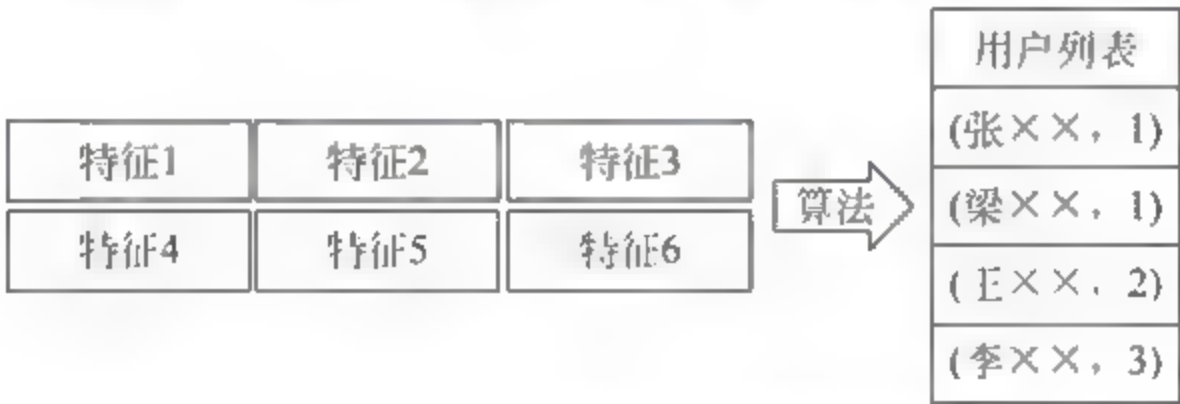 特征1 特征2 特征3
特征4 特征5 特征6
算法
用户列表
(张××，1)
(梁××，1)
(王××，2)
(李××，3)